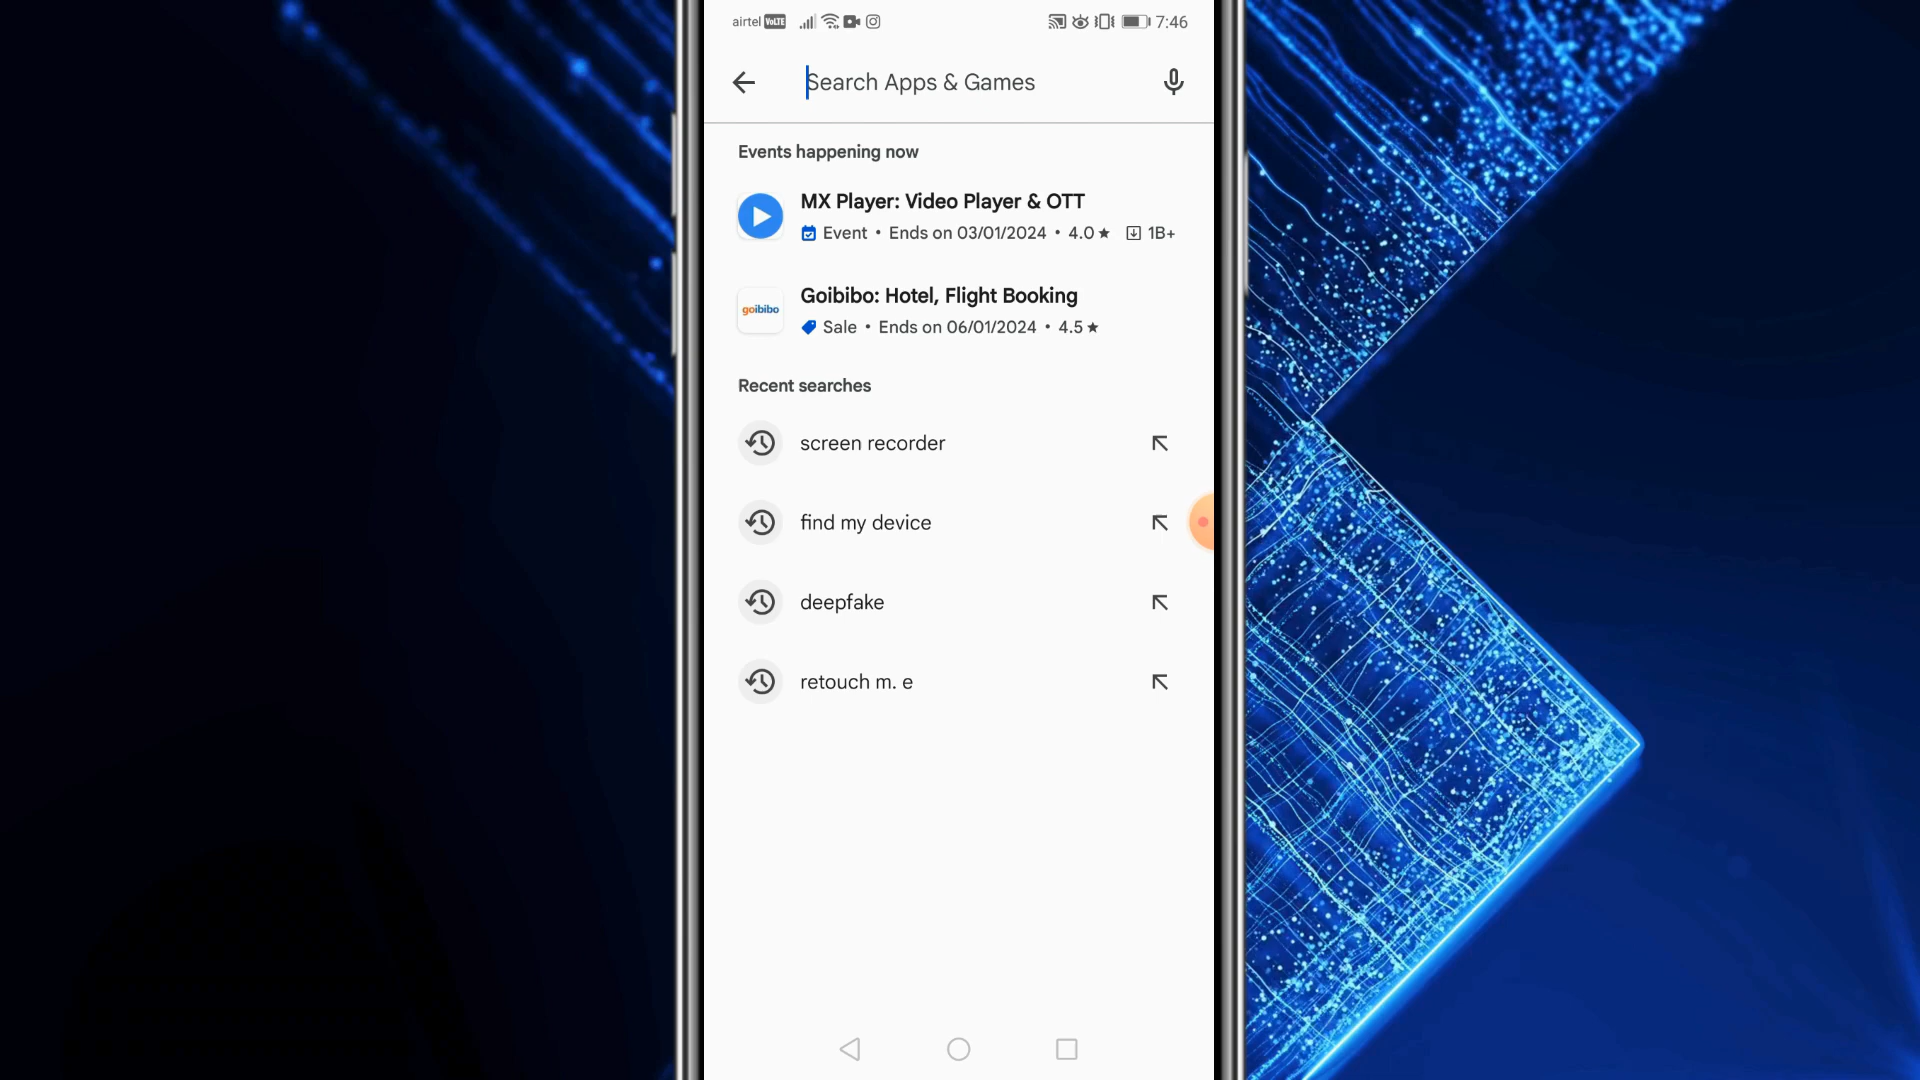 airtel VoLTE 7:46
Search Apps & Games
Events happening now
MX Player: Video Player & OTT
Event • Ends on 03/01/2024 • 4.0 ★ 1B+
goibibo
Goibibo: Hotel, Flight Booking
Sale • Ends on 06/01/2024 • 4.5 ★
Recent searches
screen recorder
find my device
deepfake
retouch m. e